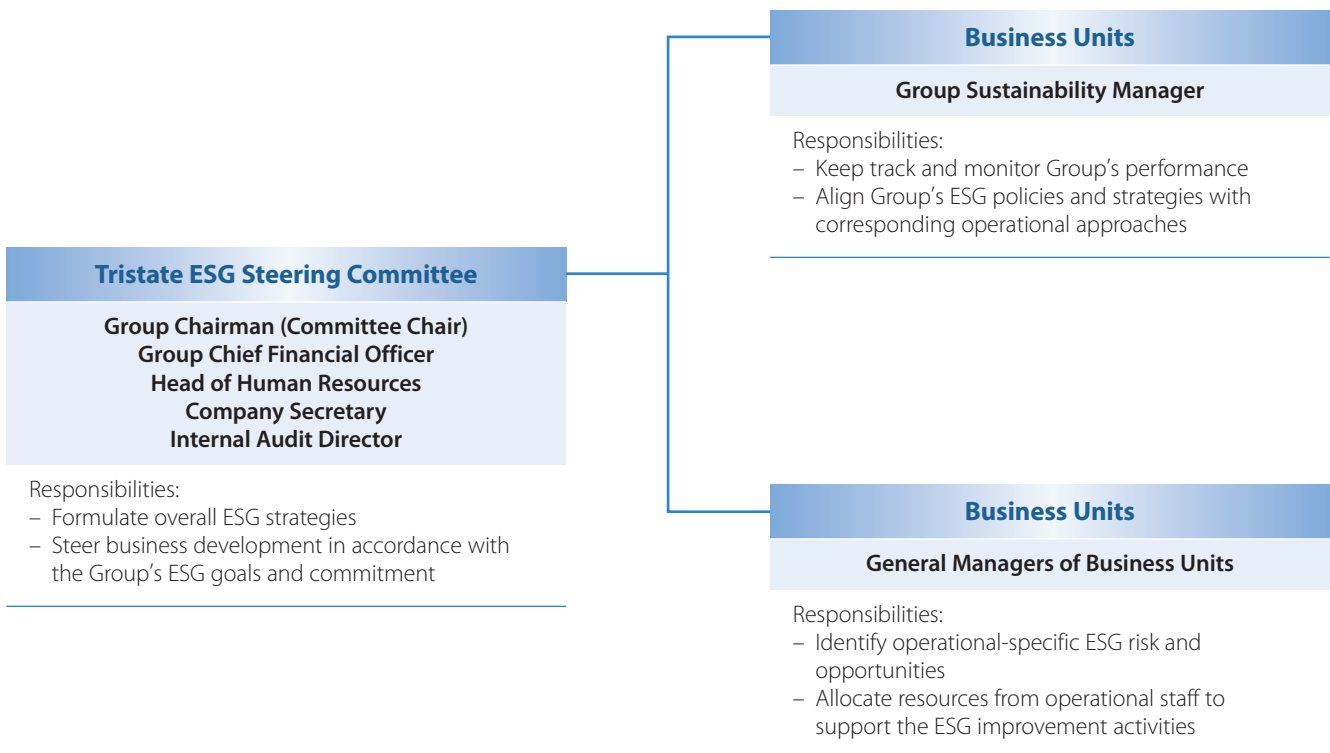 Business Units
Group Sustainability Manager
Responsibilities:
– Keep track and monitor Group’s performance
– Align Group’s ESG policies and strategies with
corresponding operational approaches
Tristate ESG Steering Committee
Group Chairman (Committee Chair)
Group Chief Financial Officer
Head of Human Resources
Company Secretary
Internal Audit Director
Responsibilities:
– Formulate overall ESG strategies
– Steer business development in accordance with
the Group’s ESG goals and commitment
Business Units
General Managers of Business Units
Responsibilities:
– Identify operational-specific ESG risk and
opportunities
– Allocate resources from operational staff to
support the ESG improvement activities